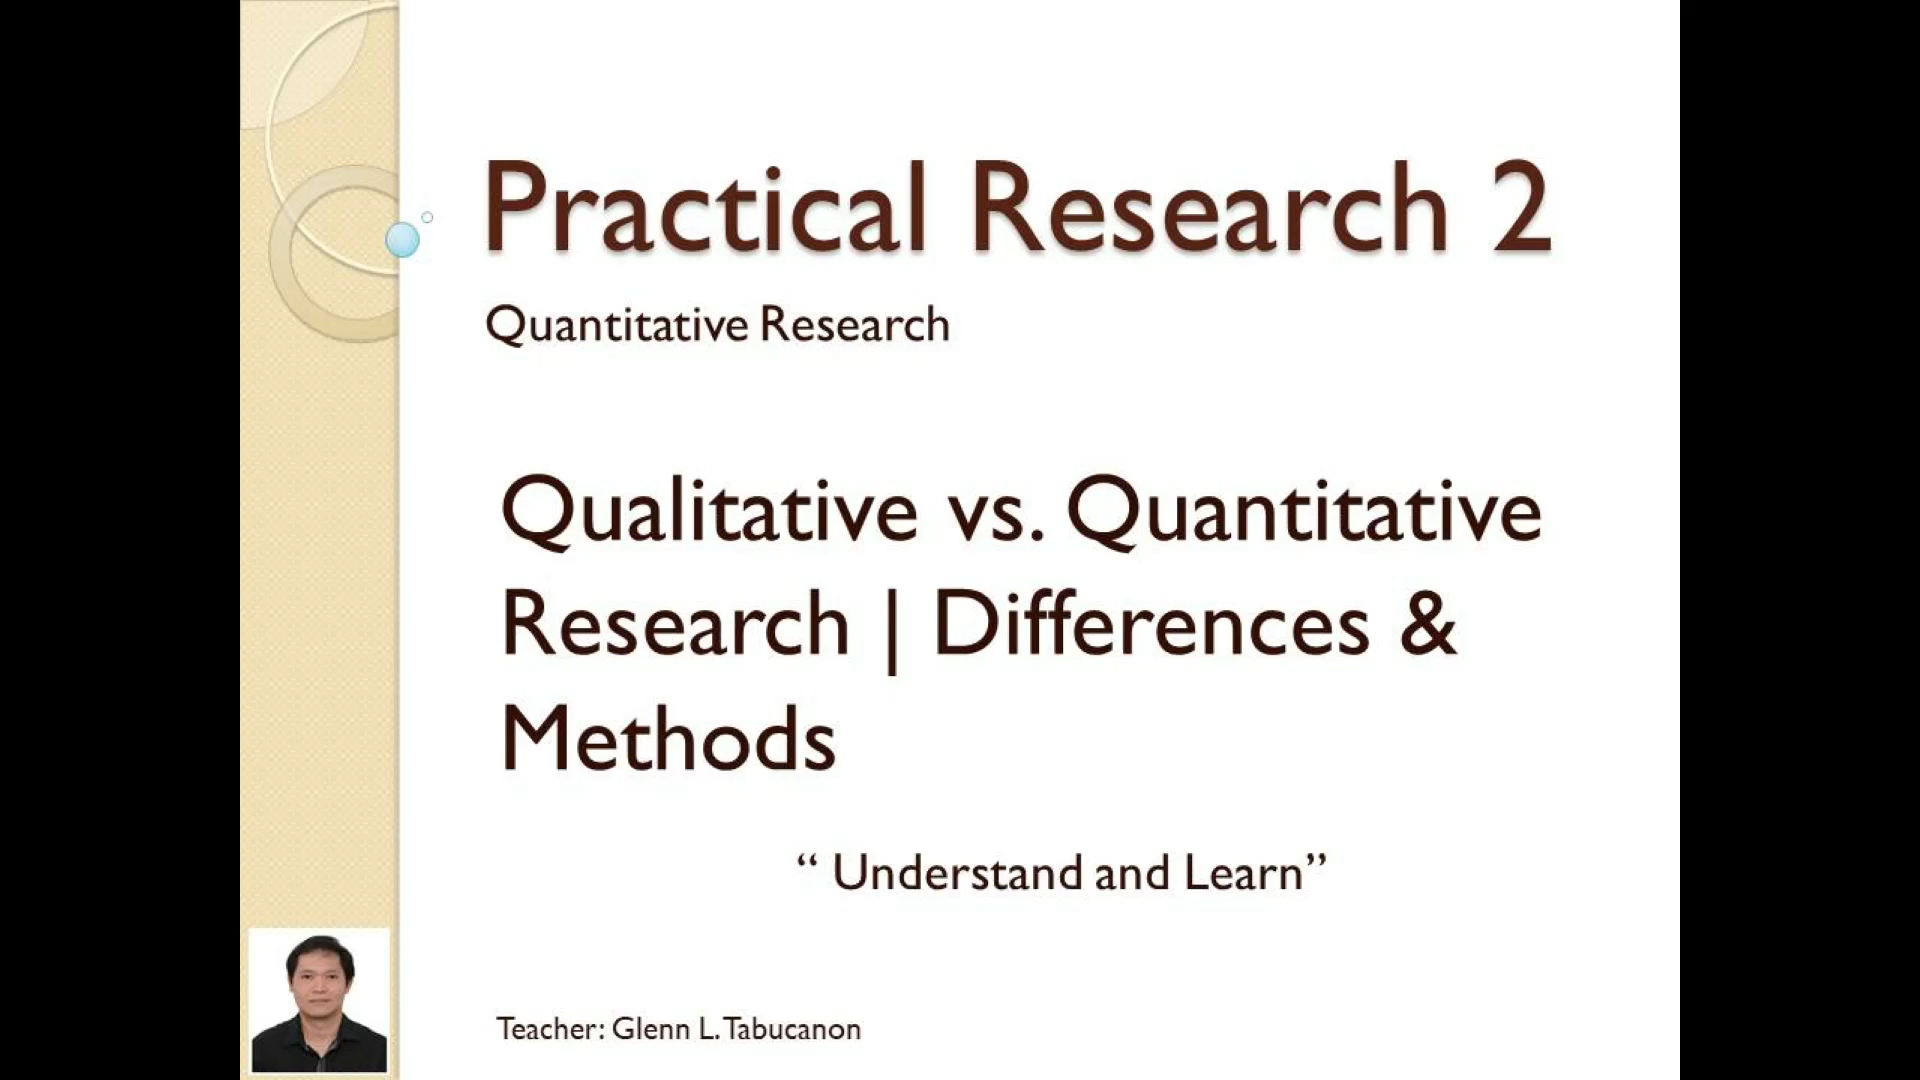 Practical Research 2
Quantitative Research
Qualitative vs. Quantitative
Research | Differences &
Methods
“ Understand and Learn”
Teacher: Glenn L. Tabucanon